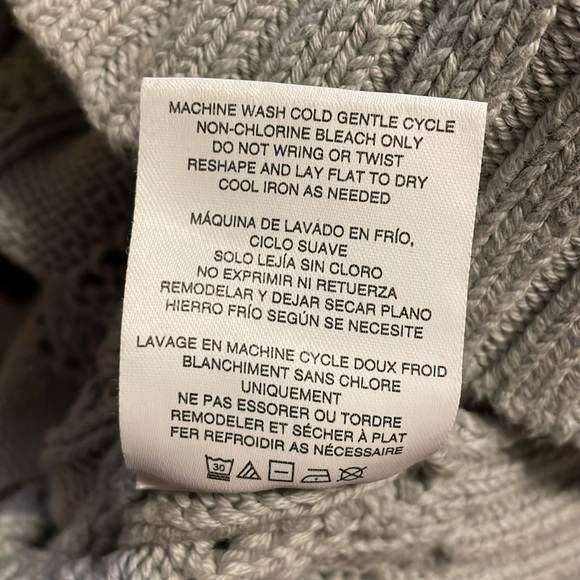 MACHINE WASH COLD GENTLE CYCLE
NON-CHLORINE BLEACH ONLY
DO NOT WRING OR TWIST
RESHAPE AND LAY FLAT TO DRY
COOL IRON AS NEEDED
MÁQUINA DE LAVADO EN FRÍO,
CICLO SUAVE
SOLO LEJÍA SIN CLORO
NO EXPRIMIR NI RETUERZA
REMODELAR Y DEJAR SECAR PLANO
HIERRO FRÍO SEGÚN SE NECESITE
LAVAGE EN MACHINE CYCLE DOUX FROID
BLANCHIMENT SANS CHLORE
UNIQUEMENT
NE PAS ESSORER OU TORDRE
REMODELER ET SÉCHER À PLAT
FER REFROIDIR AS NÉCESSAIRE
30